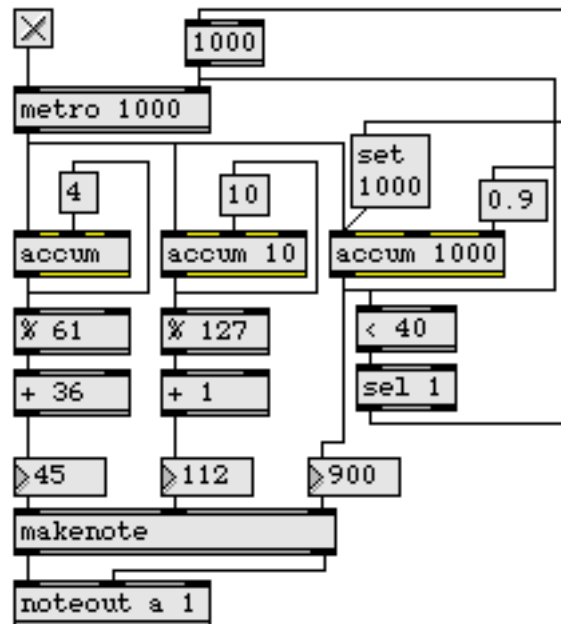 1000
metro 1000
set
1000
4
10
0.9
accum
accum 10
accum 1000
% 61
% 127
< 40
+ 36
+ 1
sel 1
45
112
900
makenote
noteout a 1